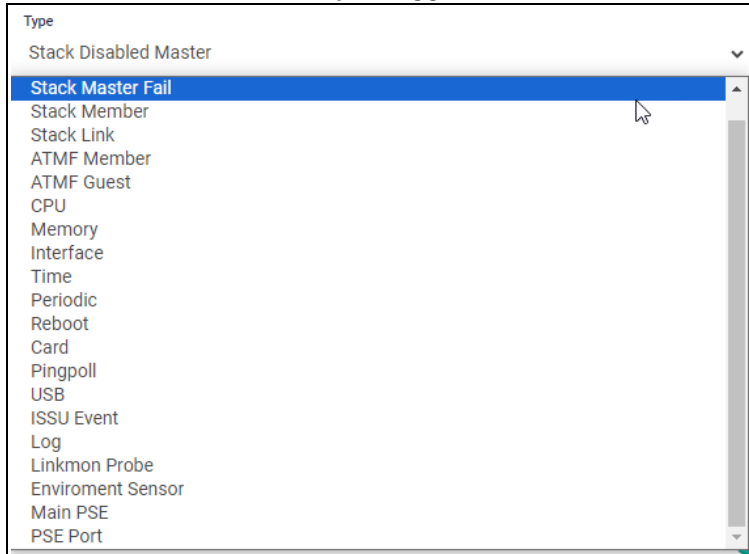 Type
Stack Disabled Master
Stack Master Fail
Stack Member
Stack Link
ATMF Member
ATMF Guest
CPU
Memory
Interface
Time
Periodic
Reboot
Card
Pingpoll
USB
ISSU Event
Log
Linkmon Probe
Enviroment Sensor
Main PSE
PSE Port